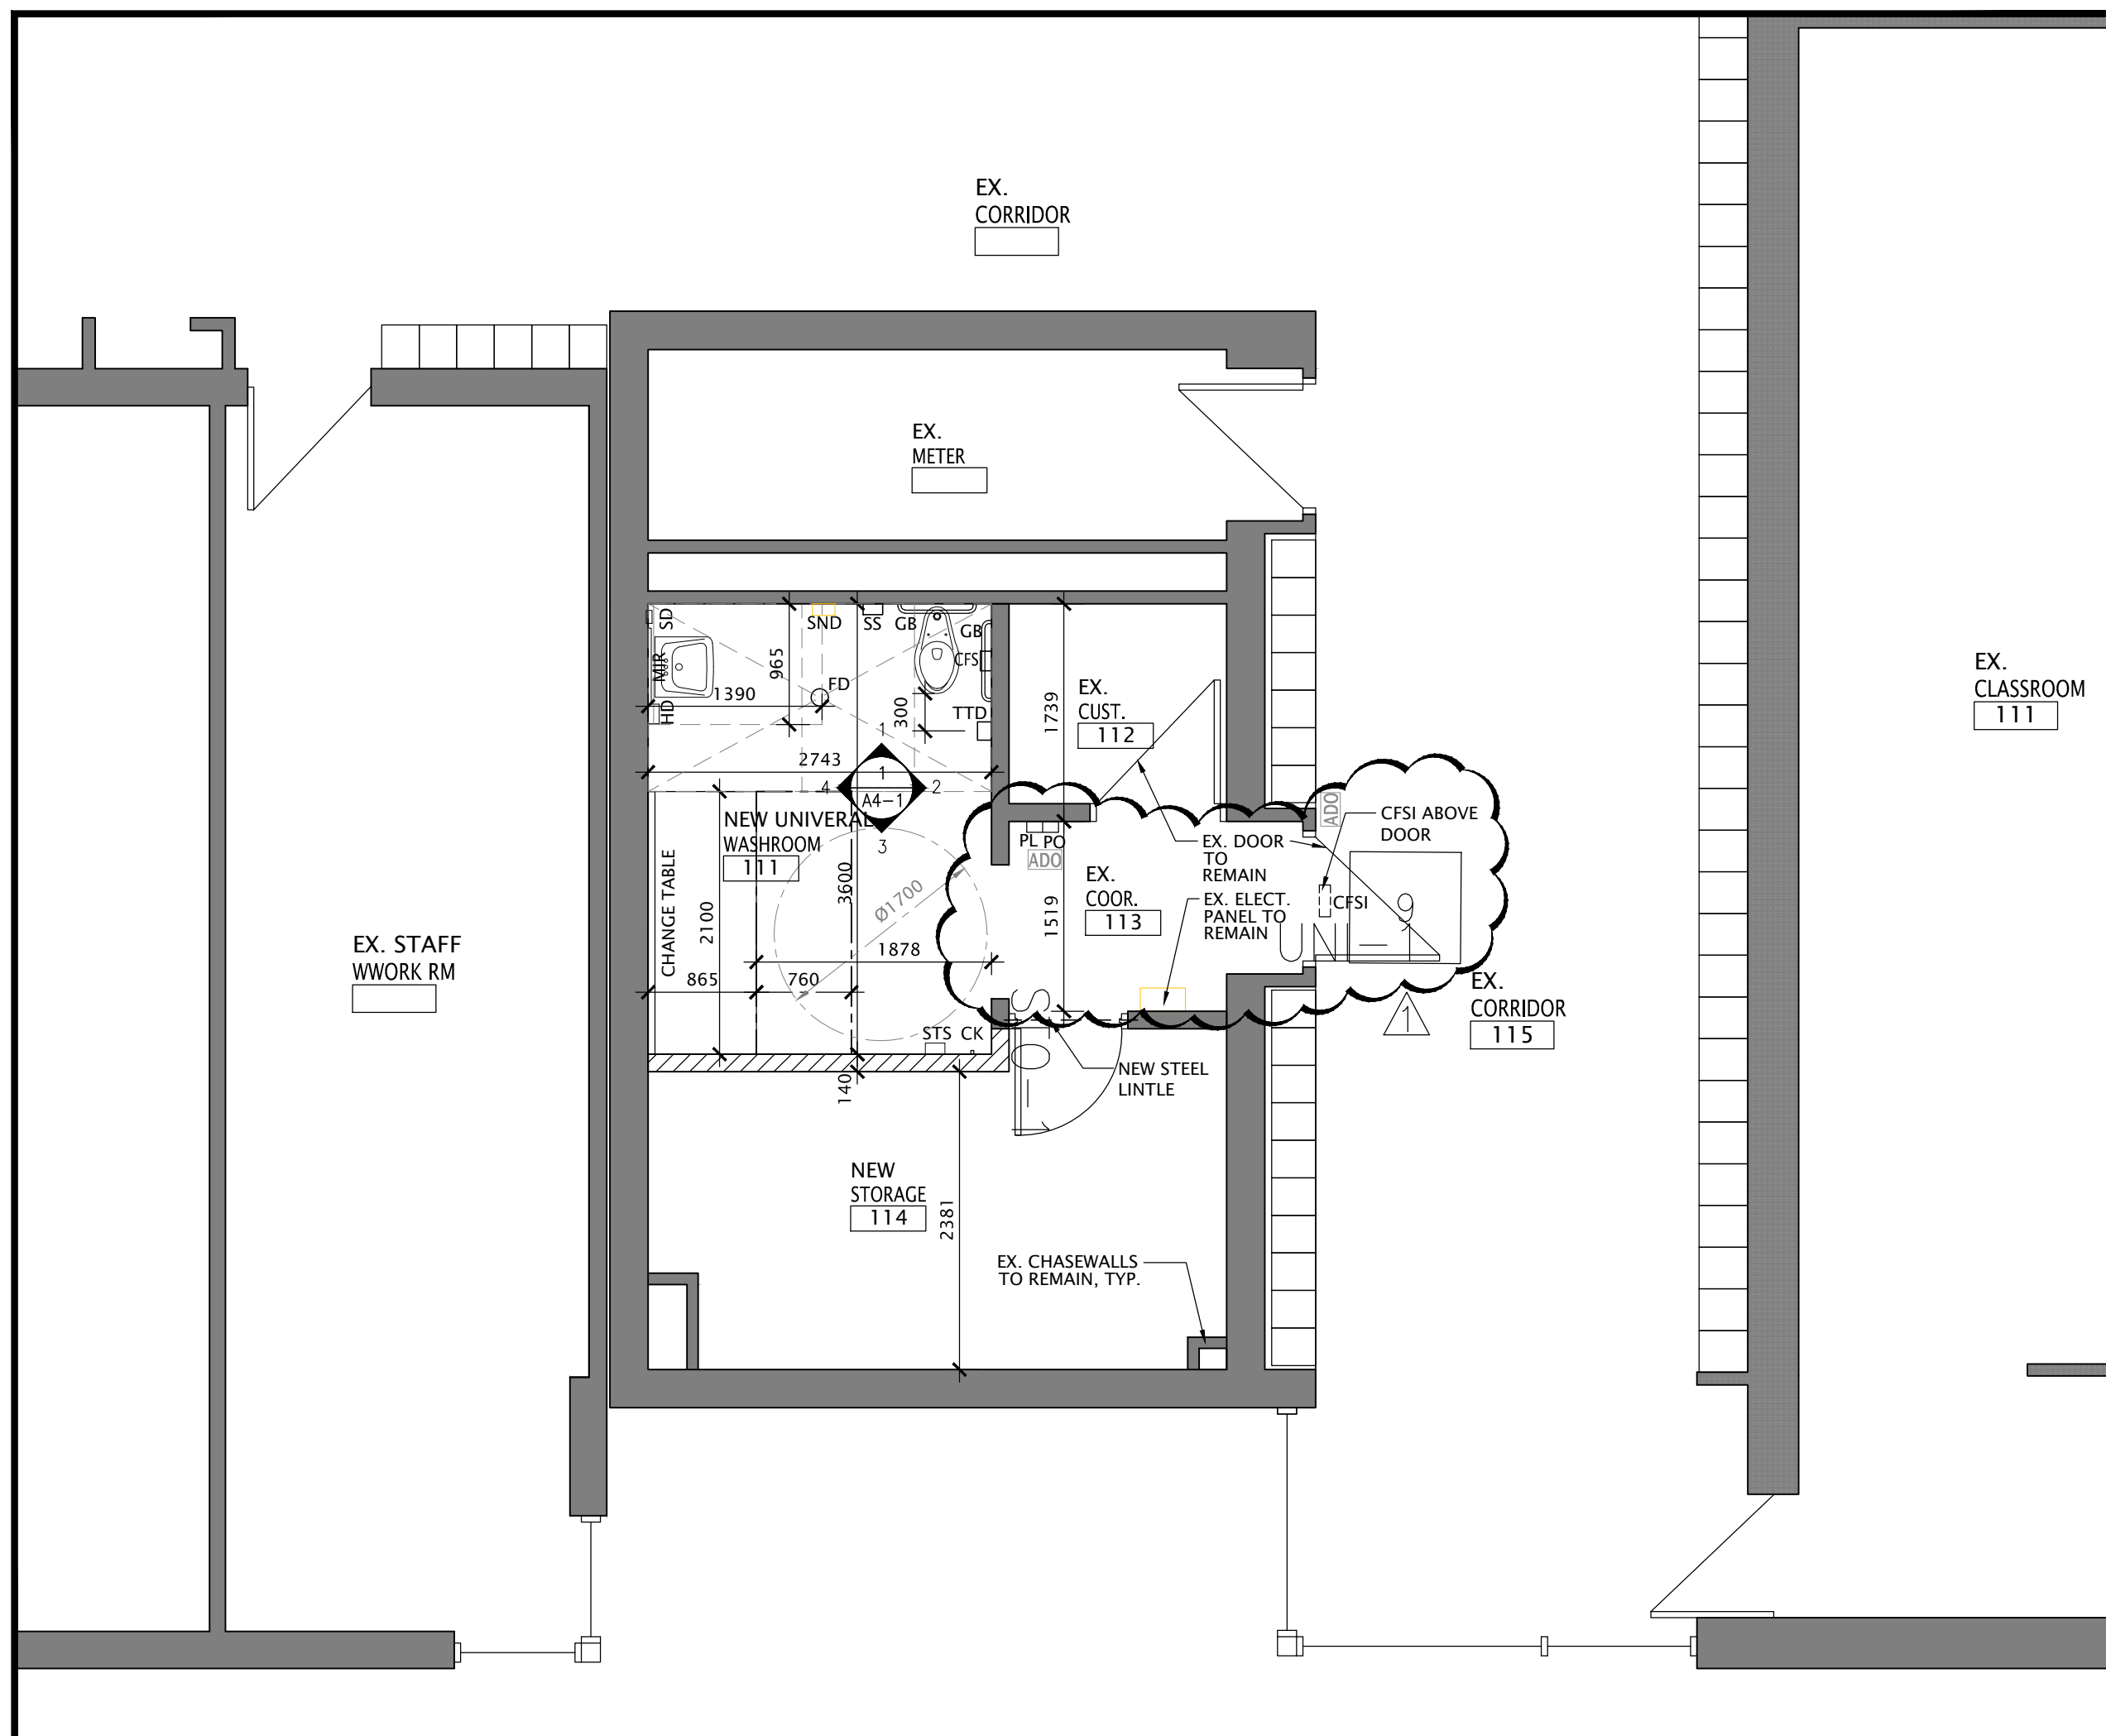 EX.
CORRIDOR
EX.
METER
SD
SND
SS
GB
GB
MIR
CFSI
965
1390
FD
HD
300
TTD
1739
EX.
CUST.
112
EX.
CLASSROOM
111
2743
1
4
1
2
A4-1
3
NEW UNIVERAL
WASHROOM
111
CHANGE TABLE
2100
3600
Ø1700
1878
865
760
PL PO
ADO
EX.
COOR.
113
1519
EX. DOOR
TO
REMAIN
EX. ELECT.
PANEL TO
REMAIN
ADO
CFSI ABOVE
DOOR
CFSI
EX. STAFF
WWORK RM
EX.
CORRIDOR
115
1
STS CK
140
NEW STEEL
LINTLE
NEW
STORAGE
114
2381
EX. CHASEWALLS
TO REMAIN, TYP.